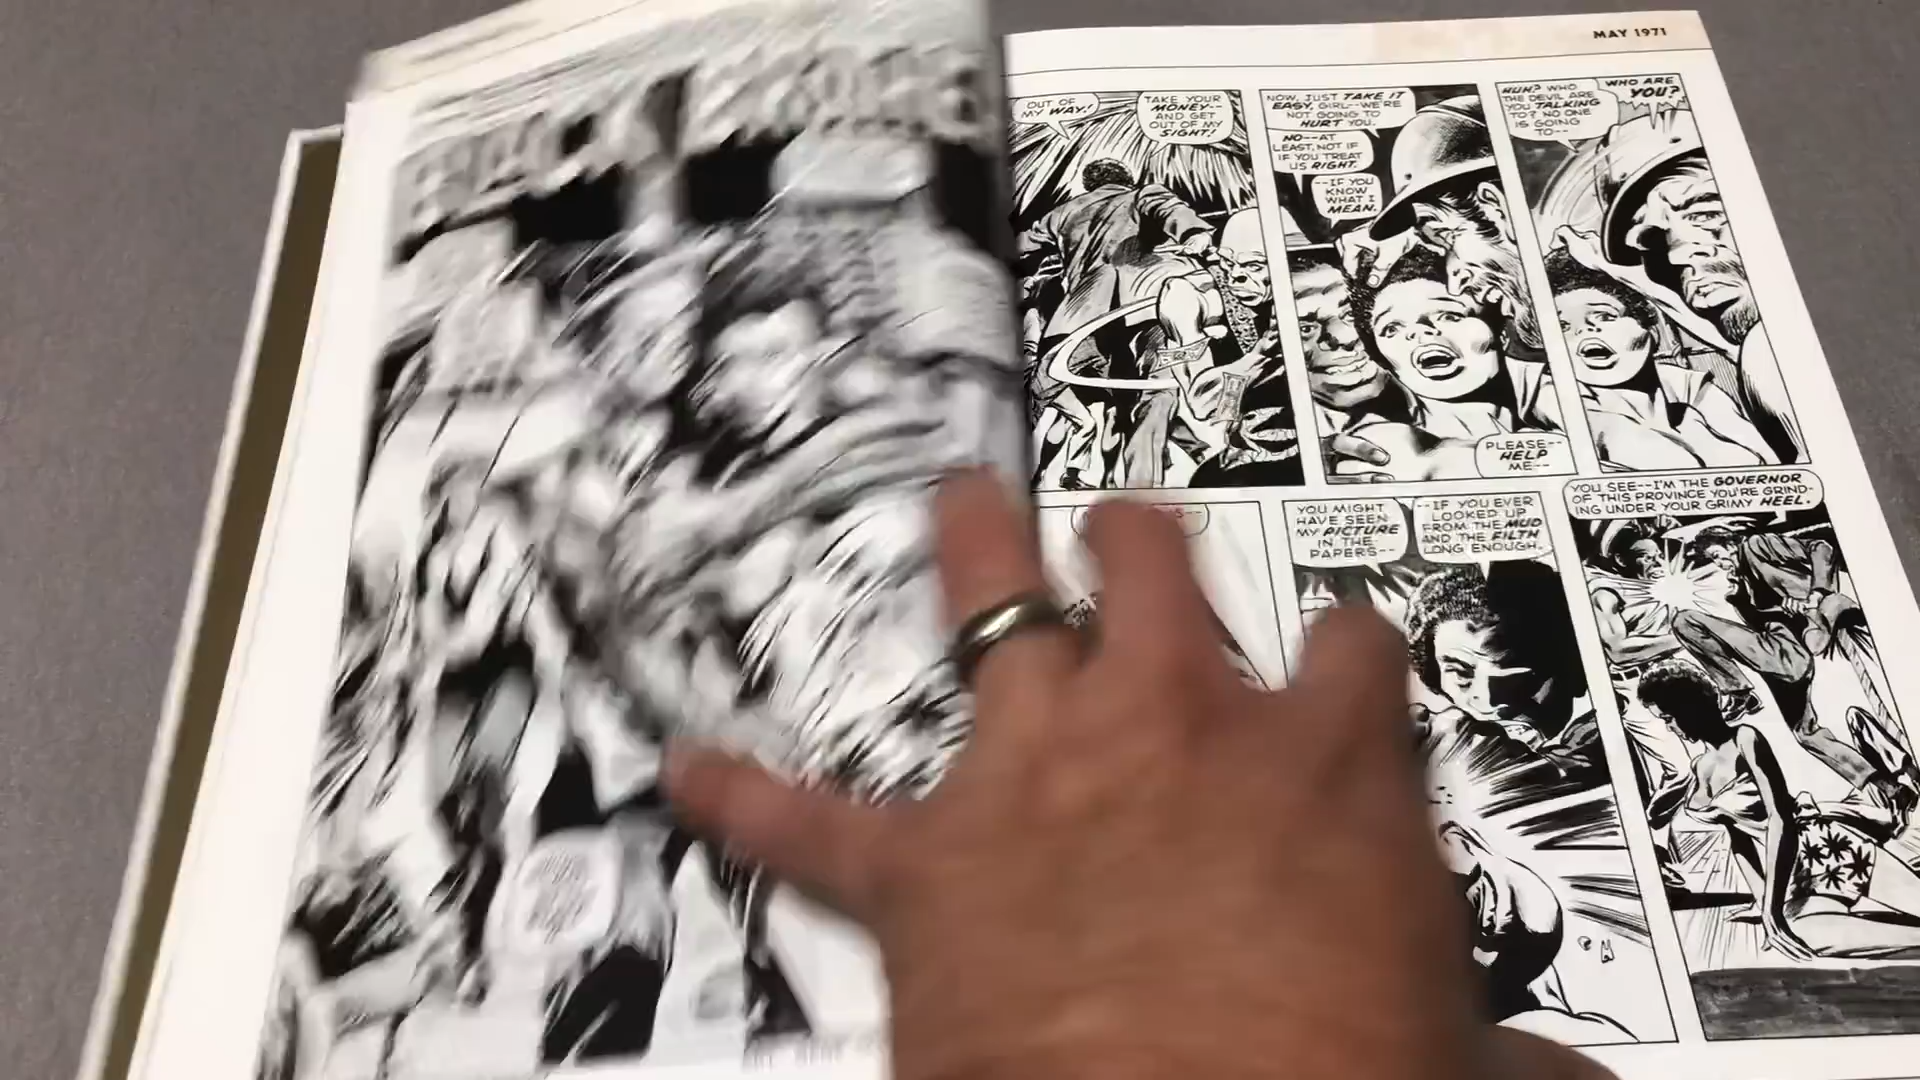 MAY 1971
OUT OF
MY WAY!
TAKE YOUR
MONEY--
AND GET
OUT OF MY
SIGHT!
NOW, JUST TAKE IT
EASY, GIRL--WE'RE
NOT GOING TO
HURT YOU.
NO--AT
LEAST, NOT IF
IF YOU TREAT
US RIGHT.
--IF YOU
KNOW
WHAT I
MEAN.
PLEASE--
HELP
ME--
HUH? WHO
THE DEVIL ARE
YOU TALKING
TO? NO ONE
IS GOING
TO--
WHO ARE
YOU?
YOU MIGHT
HAVE SEEN
MY PICTURE
IN THE
PAPERS--
--IF YOU EVER
LOOKED UP
FROM THE MUD
AND THE FILTH
LONG ENOUGH.
YOU SEE--I'M THE GOVERNOR
OF THIS PROVINCE YOU'RE GRIND-
ING UNDER YOUR GRIMY HEEL.